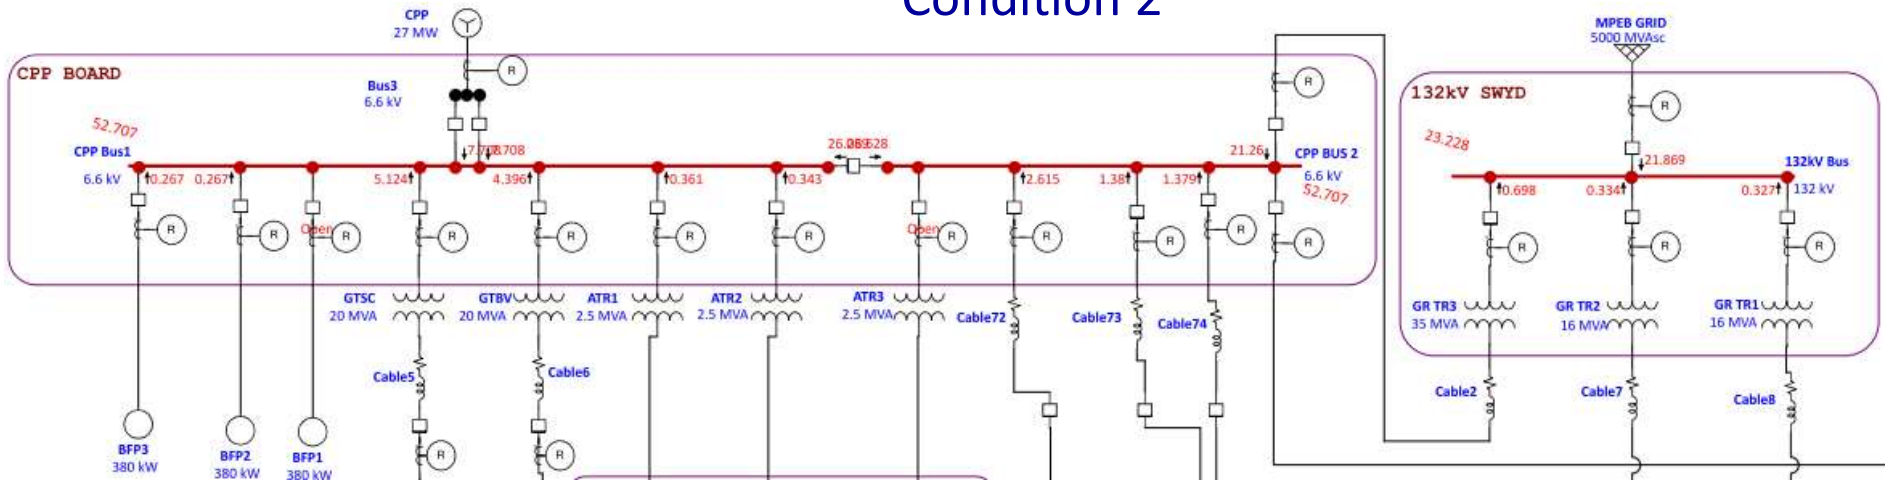 Condition 2
CPP
27 MW
MPEB GRID
5000 MVAsc
R
CPP BOARD
Bus3
6.6 kV
R
132kV SWYD
R
52.707
23.228
CPP Bus1
6.6 kV
7.708
26.089
21.26
CPP BUS 2
6.6 kV
52.707
21.869
132kV Bus
132 kV
0.267
0.267
5.124
4.396
0.361
0.343
2.615
1.38
1.379
0.698
0.334
0.327
R
R
Open
R
R
R
R
R
Open
R
R
R
R
R
R
R
R
GTSC
20 MVA
GTBV
20 MVA
ATR1
2.5 MVA
ATR2
2.5 MVA
ATR3
2.5 MVA
Cable72
Cable73
Cable74
GR TR3
35 MVA
GR TR2
16 MVA
GR TR1
16 MVA
Cable5
Cable6
Cable2
Cable7
Cable8
BFP3
380 kW
BFP2
380 kW
BFP1
380 kW
R
R